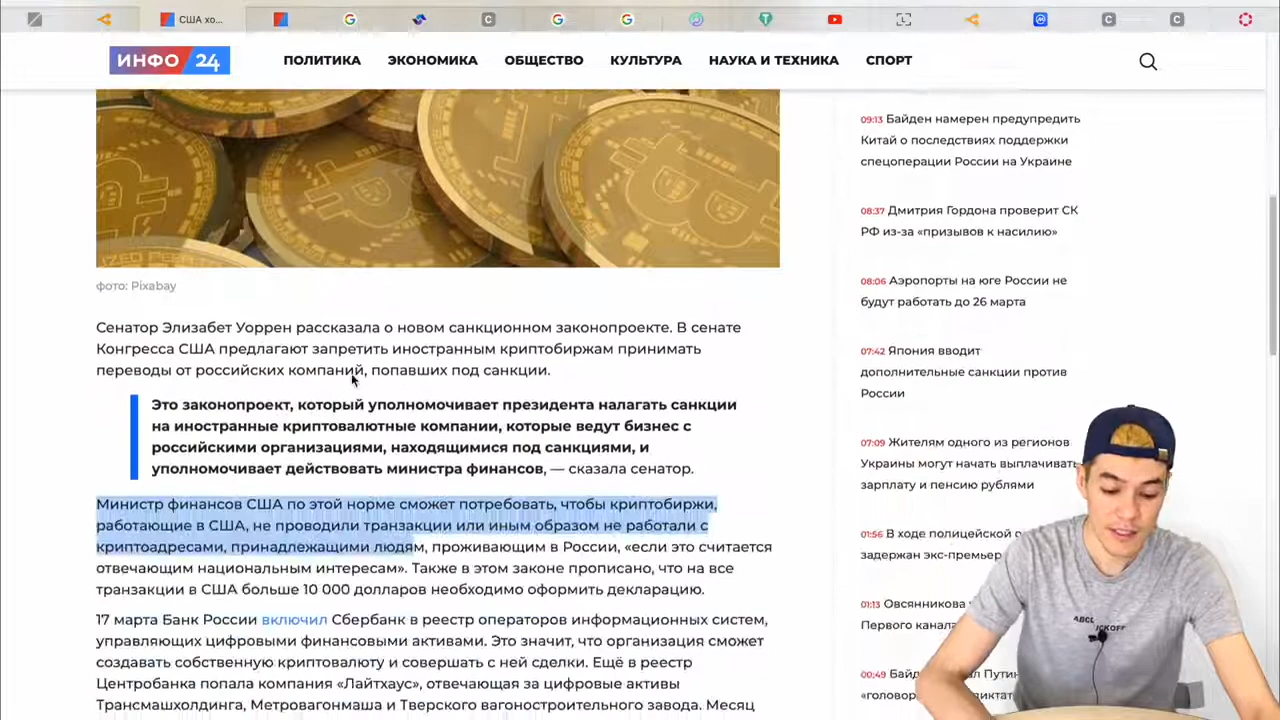 США хо...
ИНФО 24
ПОЛИТИКА ЭКОНОМИКА ОБЩЕСТВО КУЛЬТУРА НАУКА И ТЕХНИКА СПОРТ
фото: Pixabay
Сенатор Элизабет Уоррен рассказала о новом санкционном законопроекте. В сенате
Конгресса США предлагают запретить иностранным криптобиржам принимать
переводы от российских компаний, попавших под санкции.
Это законопроект, который уполномочивает президента налагать санкции
на иностранные криптовалютные компании, которые ведут бизнес с
российскими организациями, находящимися под санкциями, и
уполномочивает действовать министра финансов, — сказала сенатор.
Министр финансов США по этой норме сможет потребовать, чтобы криптобиржи,
работающие в США, не проводили транзакции или иным образом не работали с
криптоадресами, принадлежащими людям, проживающим в России, «если это считается
отвечающим национальным интересам». Также в этом законе прописано, что на все
транзакции в США больше 10 000 долларов необходимо оформить декларацию.
17 марта Банк России включил Сбербанк в реестр операторов информационных систем,
управляющих цифровыми финансовыми активами. Это значит, что организация сможет
создавать собственную криптовалюту и совершать с ней сделки. Ещё в реестр
Центробанка попала компания «Лайтхаус», отвечающая за цифровые активы
Трансмашхолдинга, Метровагонмаша и Тверского вагоностроительного завода. Месяц
09:13 Байден намерен предупредить
Китай о последствиях поддержки
спецоперации России на Украине
08:37 Дмитрия Гордона проверит СК
РФ из-за «призывов к насилию»
08:06 Аэропорты на юге России не
будут работать до 26 марта
07:42 Япония вводит
дополнительные санкции против
России
07:09 Жителям одного из регионов
Украины могут начать выплачивать
зарплату и пенсию рублями
01:56 В ходе полицейской
задержан экс-премьер
01:13 Овсянникова
Первого канала
00:49